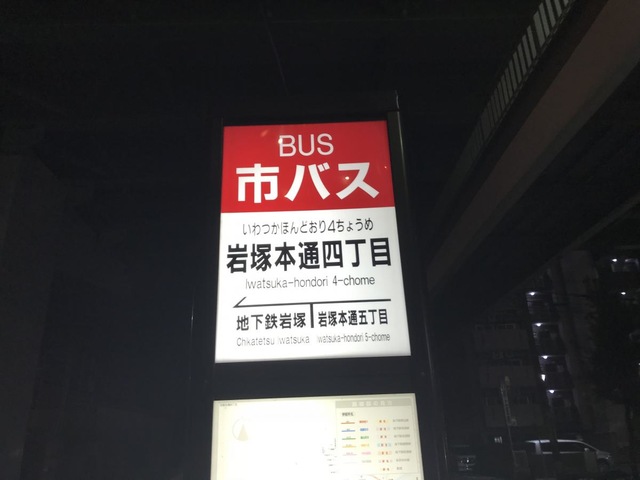 BUS
市バス
いわつかほんどおり4ちょうめ
岩塚本通四丁目
Iwatsuka-hondori 4-chome
地下鉄岩塚 岩塚本通五丁目
Chikatetsu Iwatsuka Iwatsuka-hondori 5-chome